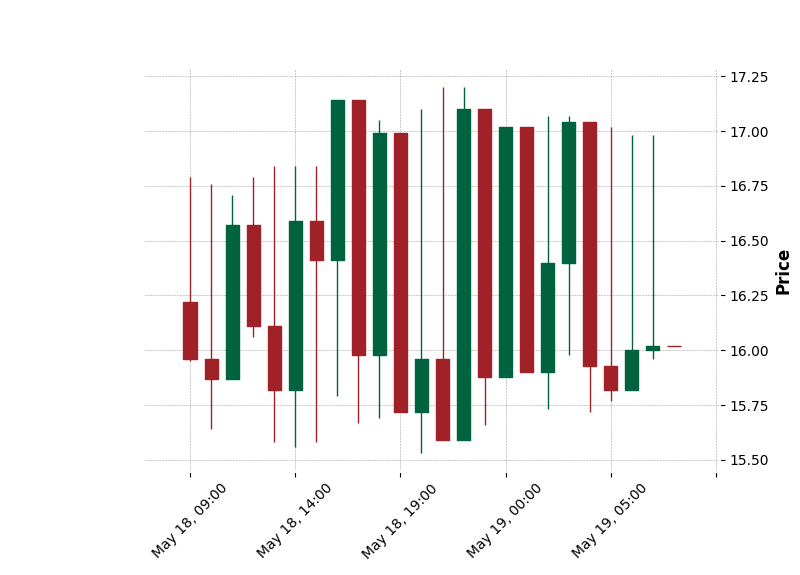 17.25
17.00
16.75
16.50
16.25
16.00
15.75
15.50
Price
May 18, 09:00
May 18, 14:00
May 18, 19:00
May 19, 00:00
May 19, 05:00